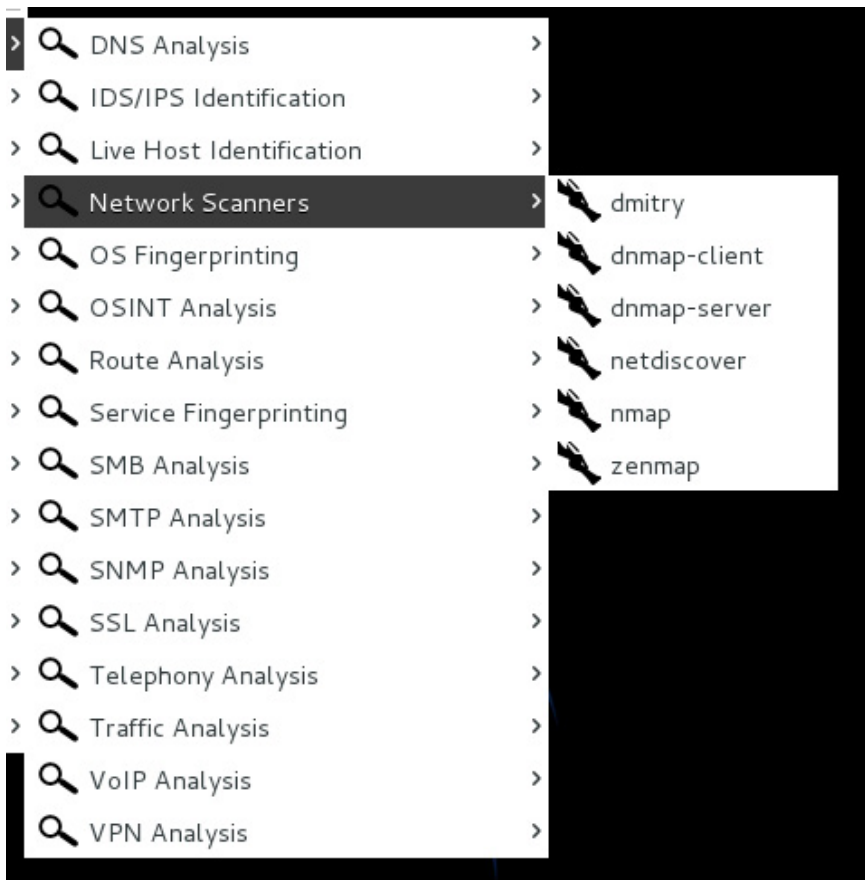 DNS Analysis
IDS/IPS Identification
Live Host Identification
Network Scanners
OS Fingerprinting
OSINT Analysis
Route Analysis
Service Fingerprinting
SMB Analysis
SMTP Analysis
SNMP Analysis
SSL Analysis
Telephony Analysis
Traffic Analysis
VoIP Analysis
VPN Analysis
dmitry
dnmap-client
dnmap-server
netdiscover
nmap
zenmap